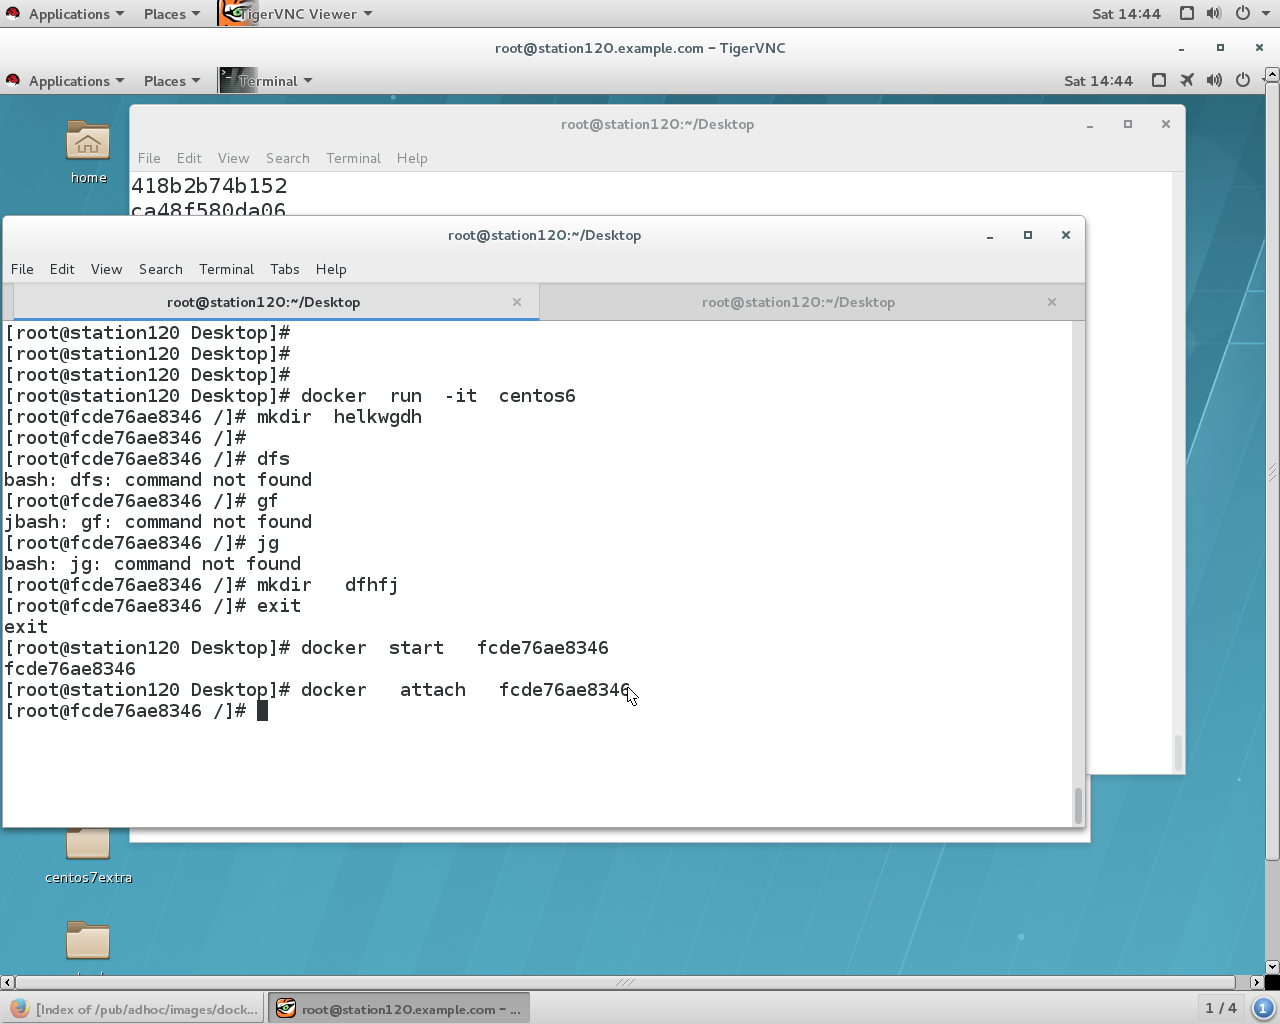 Applications Places TigerVNC Viewer Sat 14:44
root@station120.example.com - TigerVNC
Applications Places Terminal Sat 14:44
home
root@station120:~/Desktop
File Edit View Search Terminal Help
418b2b74b152
ca48f580da06
root@station120:~/Desktop
File Edit View Search Terminal Tabs Help
root@station120:~/Desktop root@station120:~/Desktop
[root@station120 Desktop]#
[root@station120 Desktop]#
[root@station120 Desktop]#
[root@station120 Desktop]# docker  run  -it  centos6
[root@fcde76ae8346 /]# mkdir  helkwgdh
[root@fcde76ae8346 /]#
[root@fcde76ae8346 /]# dfs
bash: dfs: command not found
[root@fcde76ae8346 /]# gf
jbash: gf: command not found
[root@fcde76ae8346 /]# jg
bash: jg: command not found
[root@fcde76ae8346 /]# mkdir   dfhfj
[root@fcde76ae8346 /]# exit
exit
[root@station120 Desktop]# docker  start   fcde76ae8346
fcde76ae8346
[root@station120 Desktop]# docker   attach   fcde76ae8346
[root@fcde76ae8346 /]#
centos7extra
[Index of /pub/adhoc/images/dock... root@station120.example.com - ... 1 / 4 1